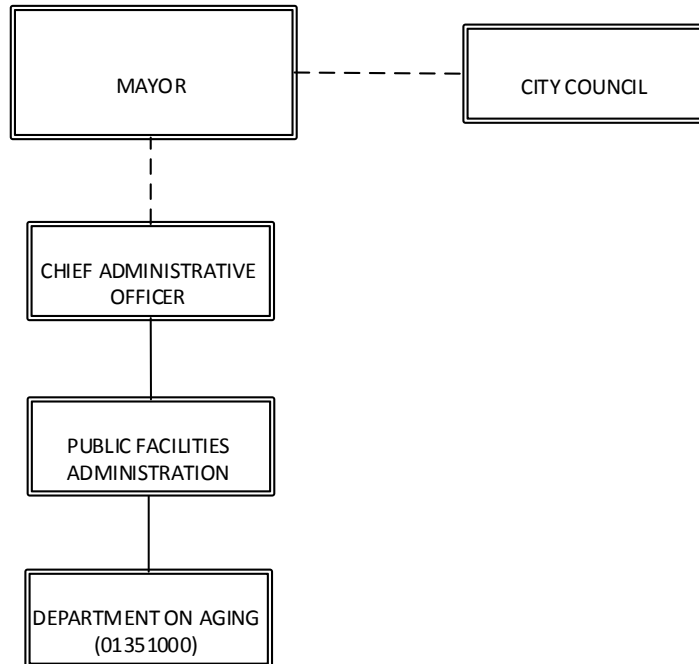 MAYOR
CITY COUNCIL
CHIEF ADMINISTRATIVE
OFFICER
PUBLIC FACILITIES
ADMINISTRATION
DEPARTMENT ON AGING
(01351000)